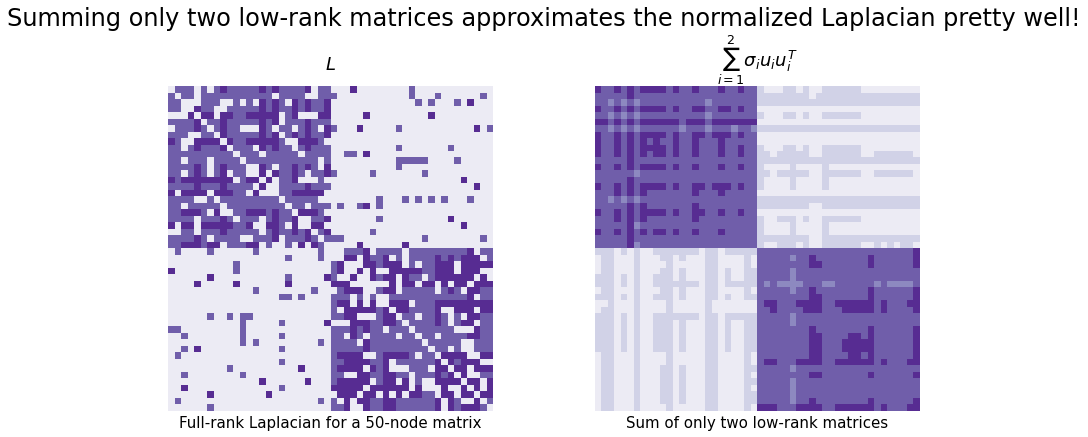 Summing only two low-rank matrices approximates the normalized Laplacian pretty well!
L
$\sum_{i=1}^{2} \sigma_i u_i u_i^T$
Full-rank Laplacian for a 50-node matrix
Sum of only two low-rank matrices